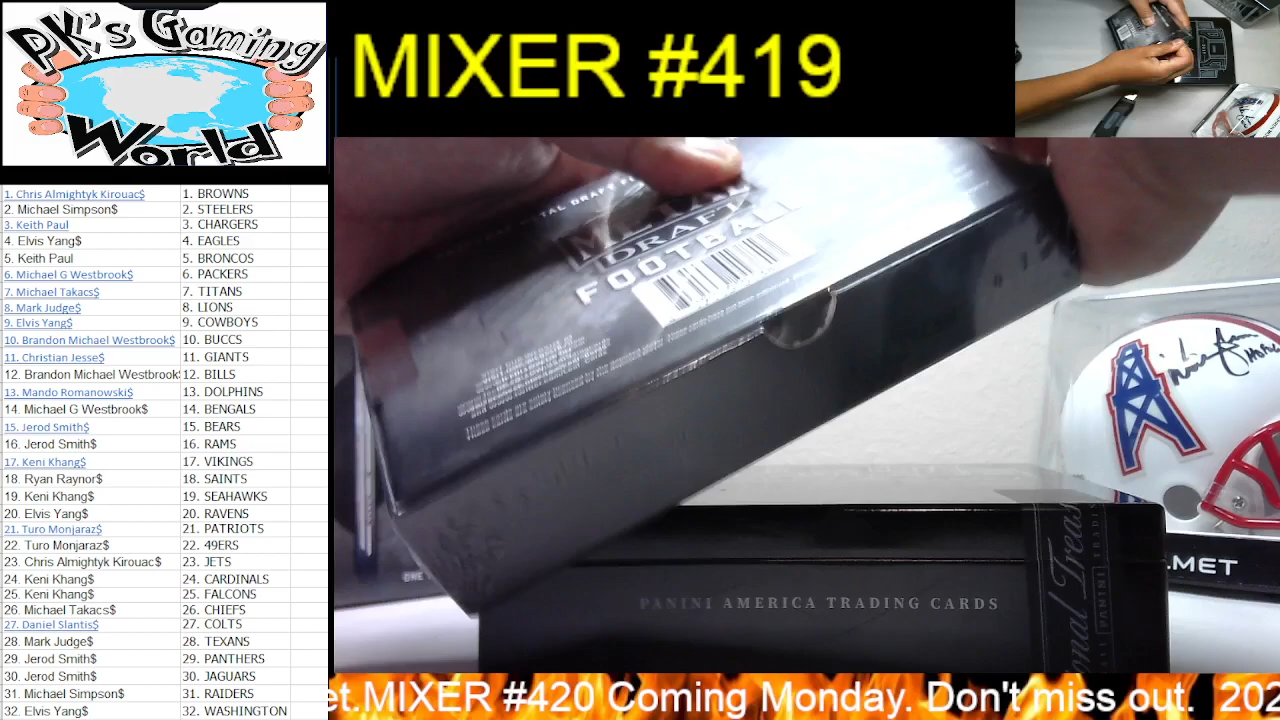 PK's Gaming
World
MIXER #419
1. Chris Almightyk Kirouac$ 1. BROWNS
2. Michael Simpson$ 2. STEELERS
3. Keith Paul 3. CHARGERS
4. Elvis Yang$ 4. EAGLES
5. Keith Paul 5. BRONCOS
6. Michael G Westbrook$ 6. PACKERS
7. Michael Takacs$ 7. TITANS
8. Mark Judge$ 8. LIONS
9. Elvis Yang$ 9. COWBOYS
10. Brandon Michael Westbrook$ 10. BUCCS
11. Christian Jesse$ 11. GIANTS
12. Brandon Michael Westbrook 12. BILLS
13. Mando Romanowski$ 13. DOLPHINS
14. Michael G Westbrook$ 14. BENGALS
15. Jerod Smith$ 15. BEARS
16. Jerod Smith$ 16. RAMS
17. Keni Khang$ 17. VIKINGS
18. Ryan Raynor$ 18. SAINTS
19. Keni Khang$ 19. SEAHAWKS
20. Elvis Yang$ 20. RAVENS
21. Turo Monjaraz$ 21. PATRIOTS
22. Turo Monjaraz$ 22. 49ERS
23. Chris Almightyk Kirouac$ 23. JETS
24. Keni Khang$ 24. CARDINALS
25. Keni Khang$ 25. FALCONS
26. Michael Takacs$ 26. CHIEFS
27. Daniel Slantis$ 27. COLTS
28. Mark Judge$ 28. TEXANS
29. Jerod Smith$ 29. PANTHERS
30. Jerod Smith$ 30. JAGUARS
31. Michael Simpson$ 31. RAIDERS
32. Elvis Yang$ 32. WASHINGTON
DRAFT
FOOTBALL
PANINI AMERICA TRADING CARDS
onal Treas
PANINI
ONE
.MET
et.MIXER #420 Coming Monday. Don't miss out. 202